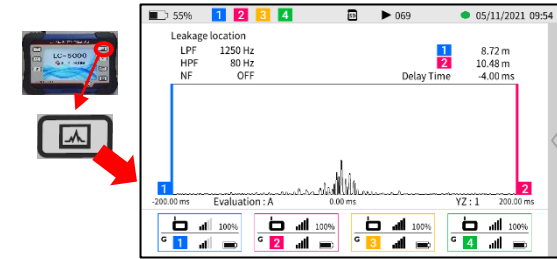 55% 1 2 3 4 069 05/11/2021 09:54
Leakage location
LPF 1250 Hz 1 8.72 m
HPF 80 Hz 2 10.48 m
NF OFF Delay Time -4.00 ms
LC-5000
1 2
-200.00 ms Evaluation : A 0.00 ms YZ : 1 200.00 ms
100% 100% 100% 100%
G 1 G 2 G 3 G 4